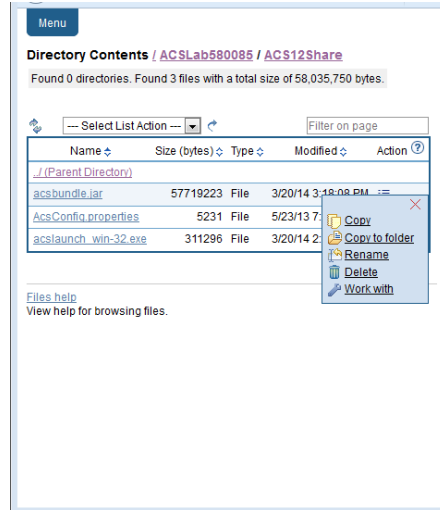 Menu
Directory Contents / ACSLab580085 / ACS12Share
Found 0 directories. Found 3 files with a total size of 58,035,750 bytes.
--- Select List Action --- Filter on page
Name Size (bytes) Type Modified Action ?
../ (Parent Directory)
acsbundle.jar 57719223 File 3/20/14 3:18:08 PM
AcsConfig.properties 5231 File 5/23/13 7:
acslaunch_win-32.exe 311296 File 3/20/14 2:
Copy
Copy to folder
Rename
Delete
Work with
Files help
View help for browsing files.